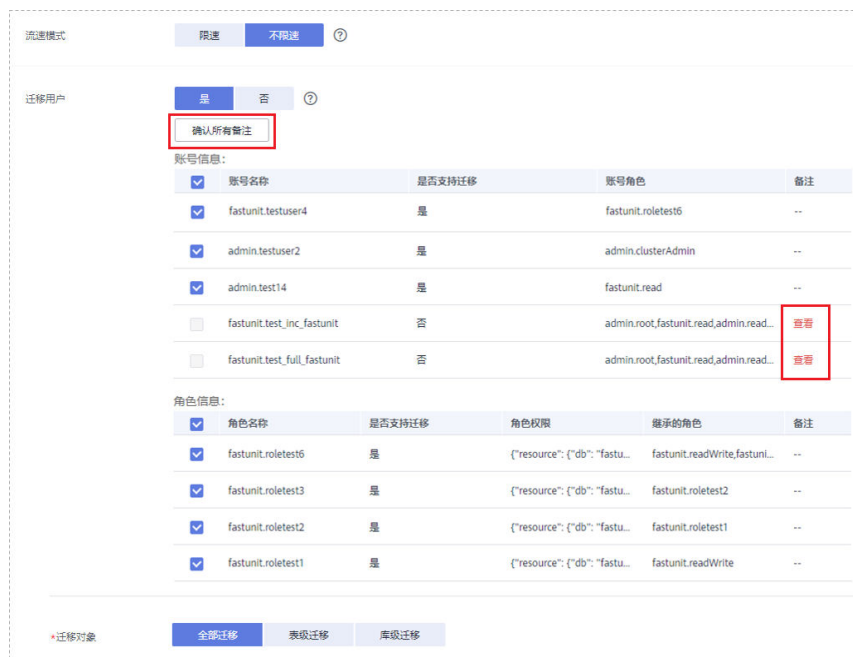 流速模式 限速 不限速 ?
迁移用户 是 否 ?
确认所有备注
账号信息：
账号名称 是否支持迁移 账号角色 备注
fastunit.testuser4 是 fastunit.roletest6 --
admin.testuser2 是 admin.clusterAdmin --
admin.test14 是 fastunit.read --
fastunit.test_inc_fastunit 否 admin.root,fastunit.read,admin.read... 查看
fastunit.test_full_fastunit 否 admin.root,fastunit.read,admin.read... 查看
角色信息：
角色名称 是否支持迁移 角色权限 继承的角色 备注
fastunit.roletest6 是 {"resource": {"db": "fastu... fastunit.readWrite,fastuni... --
fastunit.roletest3 是 {"resource": {"db": "fastu... fastunit.roletest2 --
fastunit.roletest2 是 {"resource": {"db": "fastu... fastunit.roletest1 --
fastunit.roletest1 是 {"resource": {"db": "fastu... fastunit.readWrite --
*迁移对象 全部迁移 表级迁移 库级迁移